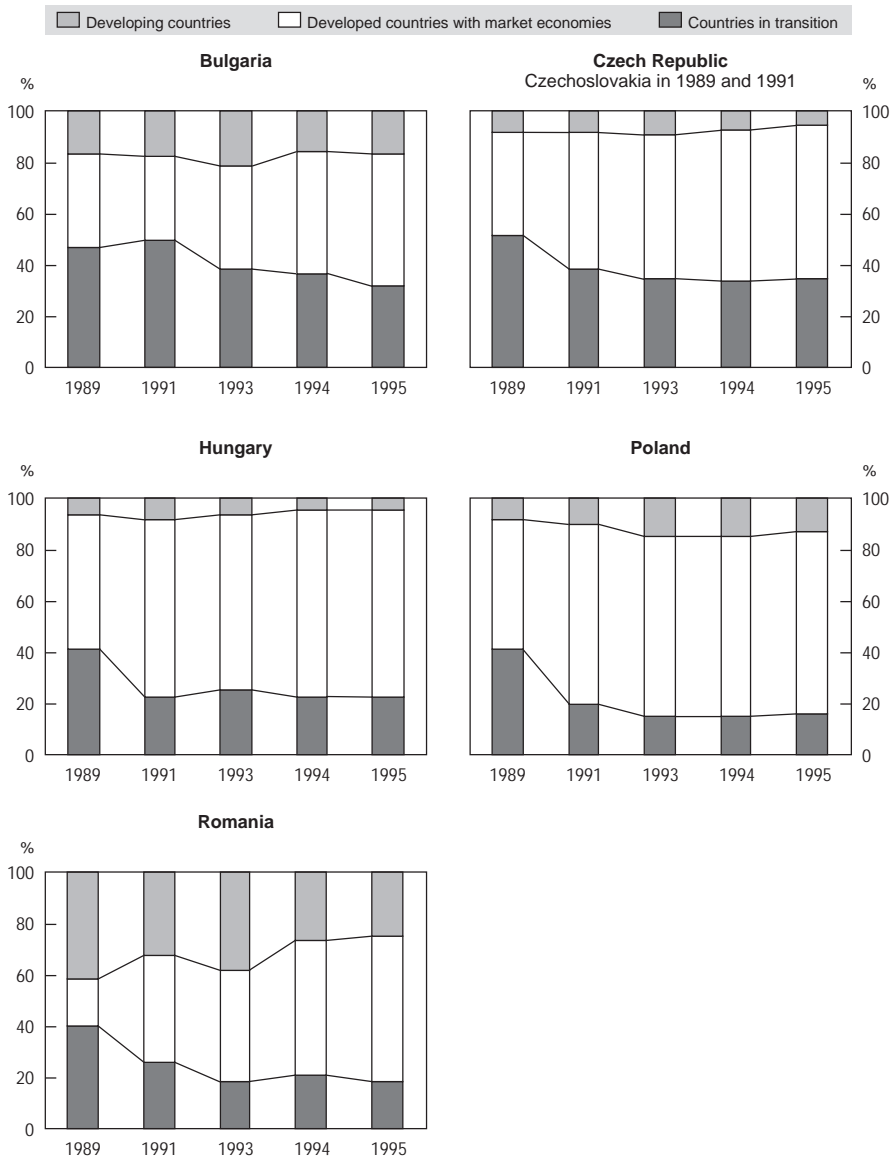 Developing countries Developed countries with market economies Countries in transition
Bulgaria
%
100
80
60
40
20
0
1989 1991 1993 1994 1995
Czech Republic
Czechoslovakia in 1989 and 1991
%
100
80
60
40
20
0
1989 1991 1993 1994 1995
Hungary
%
100
80
60
40
20
0
1989 1991 1993 1994 1995
Poland
%
100
80
60
40
20
0
1989 1991 1993 1994 1995
Romania
%
100
80
60
40
20
0
1989 1991 1993 1994 1995